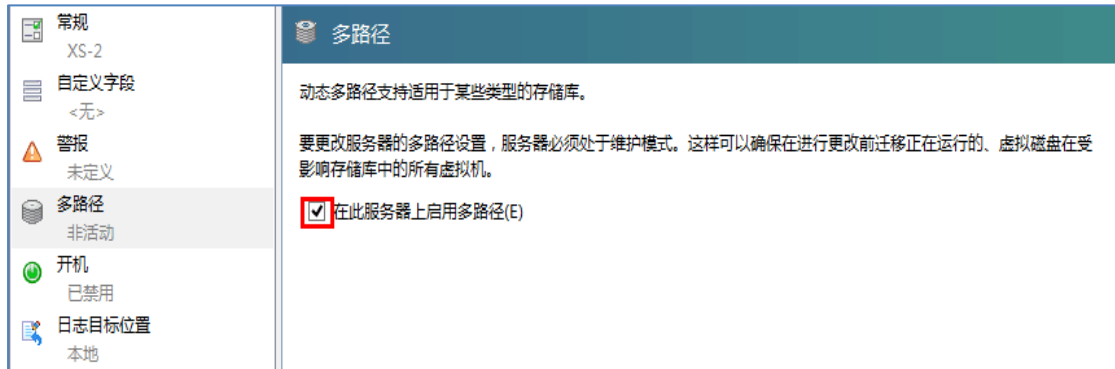 常规
XS-2
自定义字段
<无>
警报
未定义
多路径
非活动
开机
已禁用
日志目标位置
本地
多路径
动态多路径支持适用于某些类型的存储库。
要更改服务器的多路径设置，服务器必须处于维护模式。这样可以确保在进行更改前迁移正在运行的、虚拟磁盘在受
影响存储库中的所有虚拟机。
在此服务器上启用多路径(E)